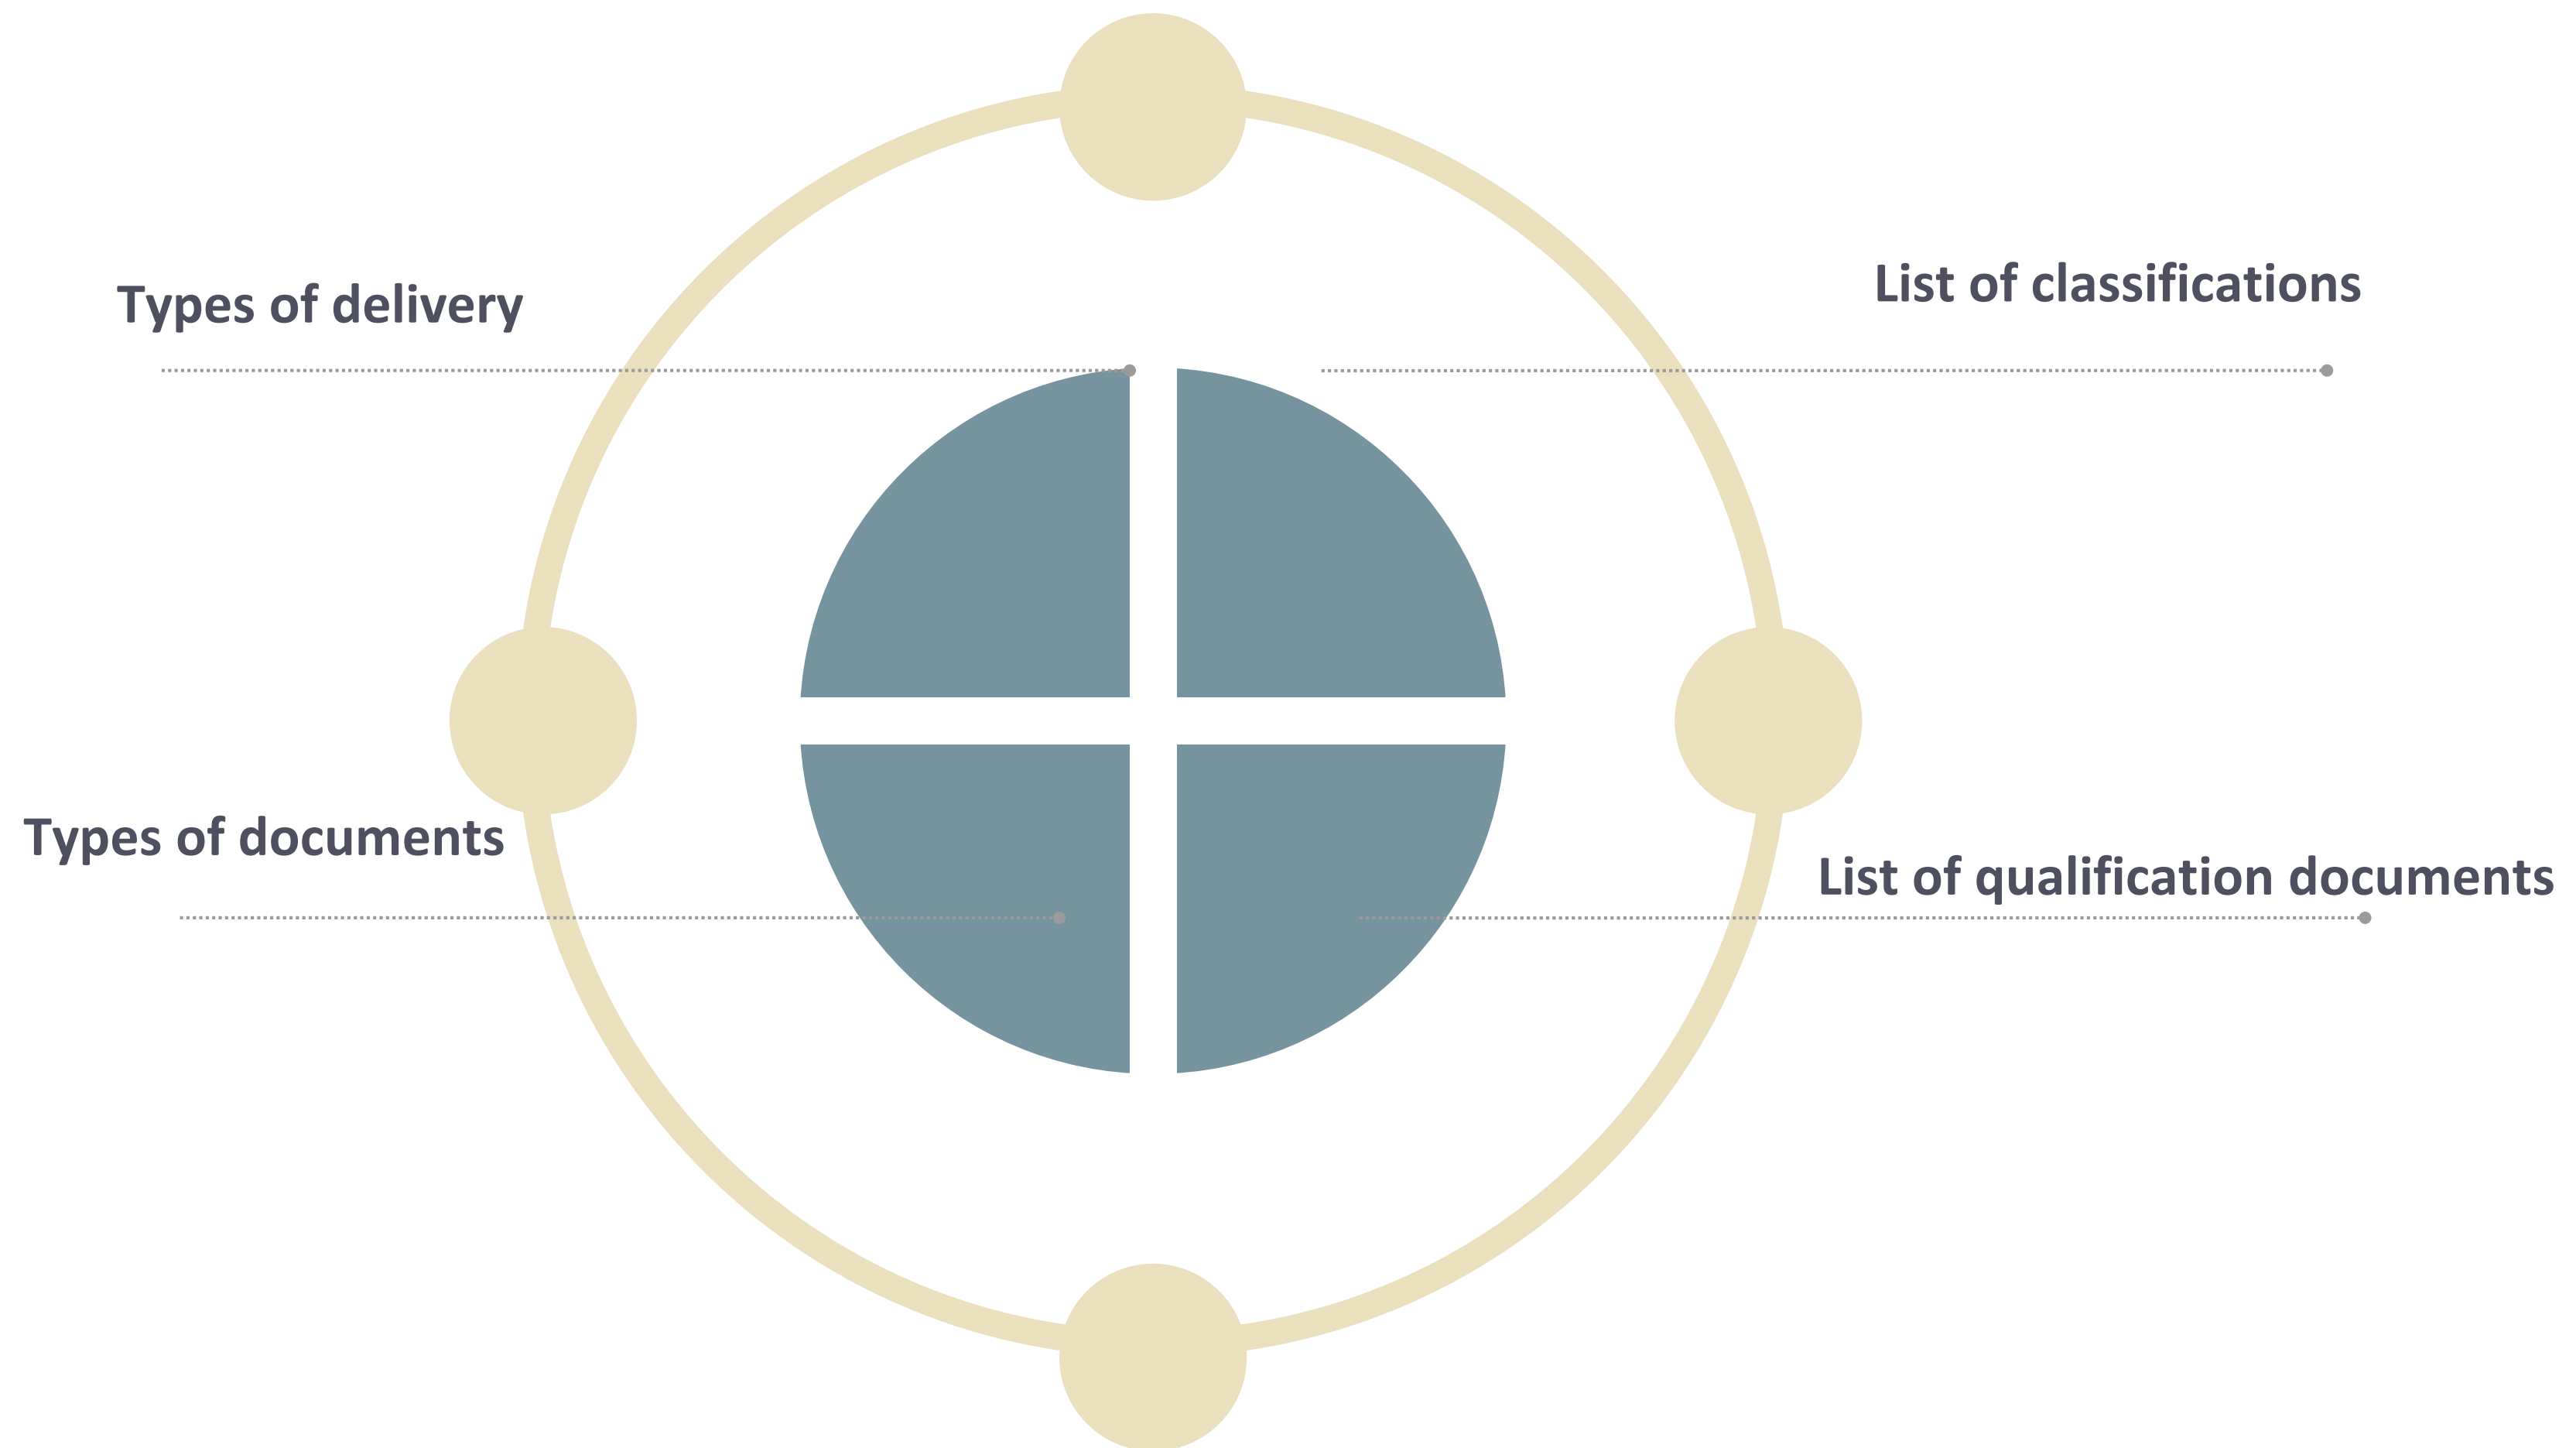 Types of delivery
List of classifications
Types of documents
List of qualification documents